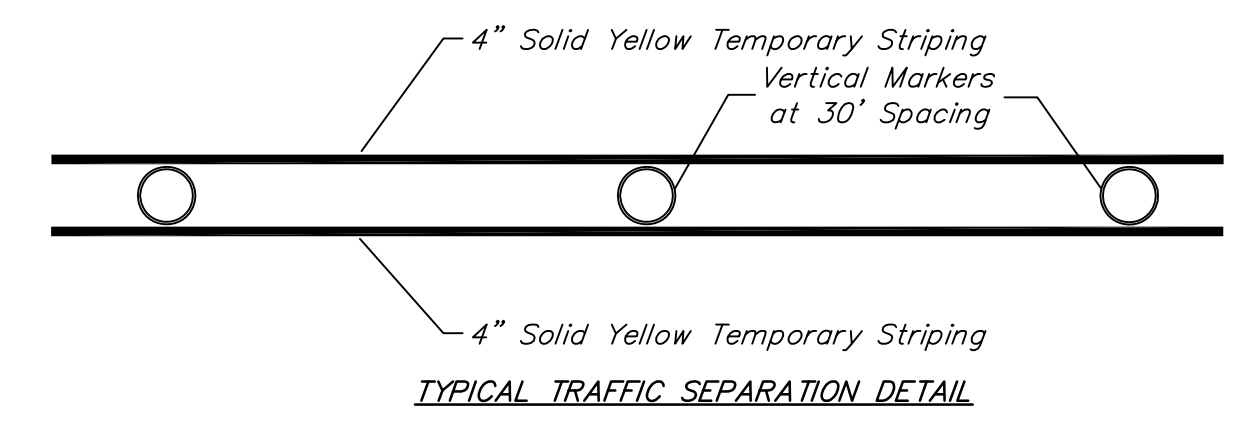 4" Solid Yellow Temporary Striping
Vertical Markers
at 30' Spacing
4" Solid Yellow Temporary Striping
TYPICAL TRAFFIC SEPARATION DETAIL